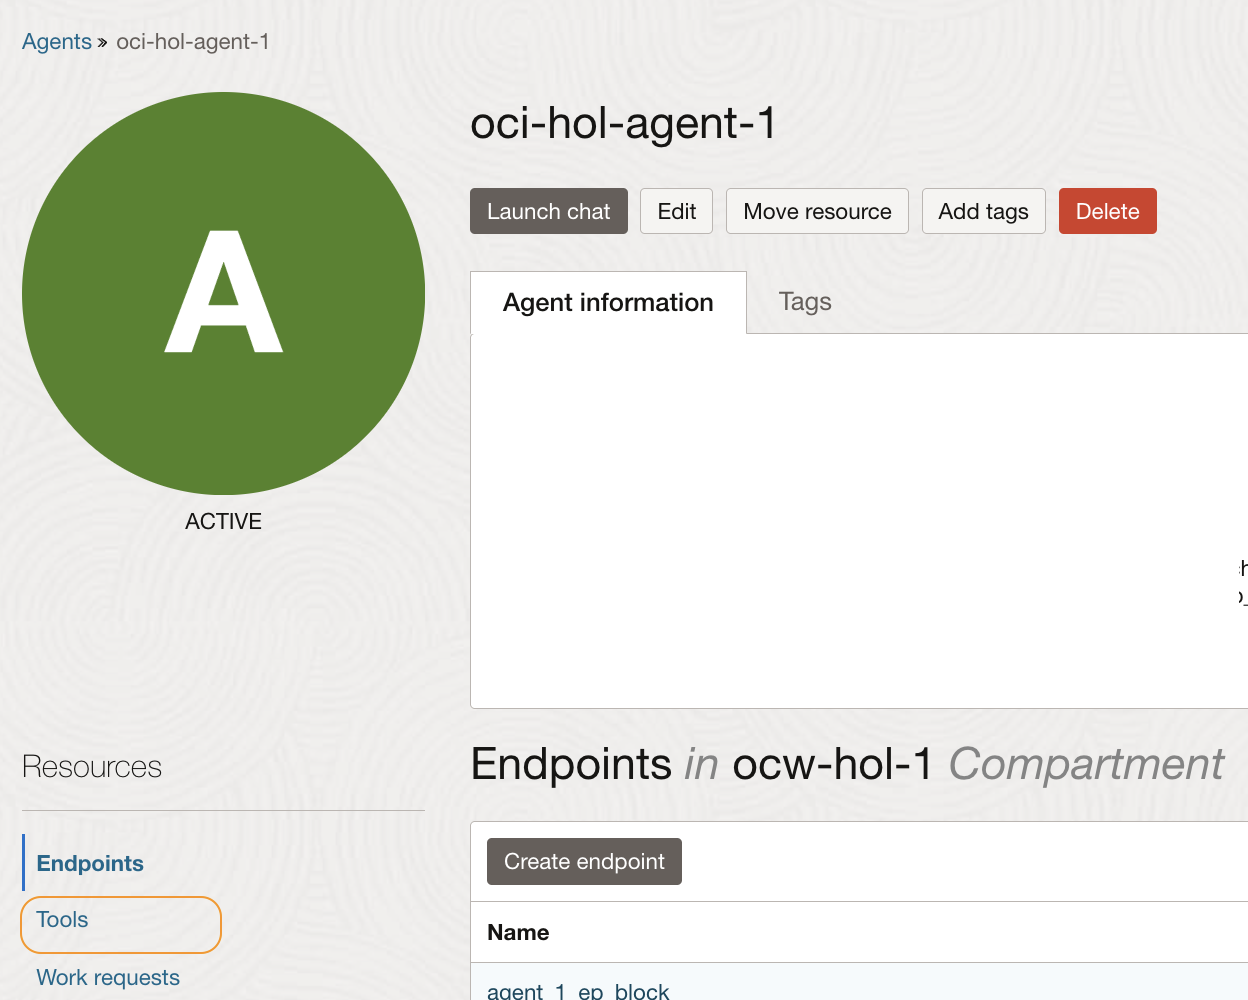 Agents » oci-hol-agent-1
A
ACTIVE
oci-hol-agent-1
Launch chat
Edit
Move resource
Add tags
Delete
Agent information
Tags
Resources
Endpoints
Tools
Work requests
Endpoints in ocw-hol-1 Compartment
Create endpoint
Name
agent_1_ep_block